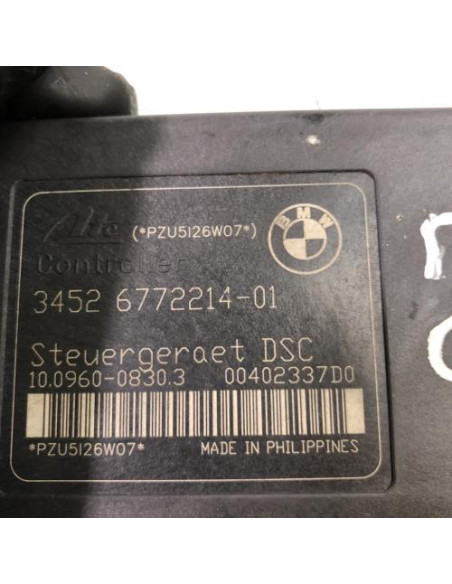 Ate (*PZU5I26W07*) BMW
Controller
3452 6772214-01
Steuergeraet DSC
10.0960-0830.3 00402337D0
*PZU5I26W07* MADE IN PHILIPPINES